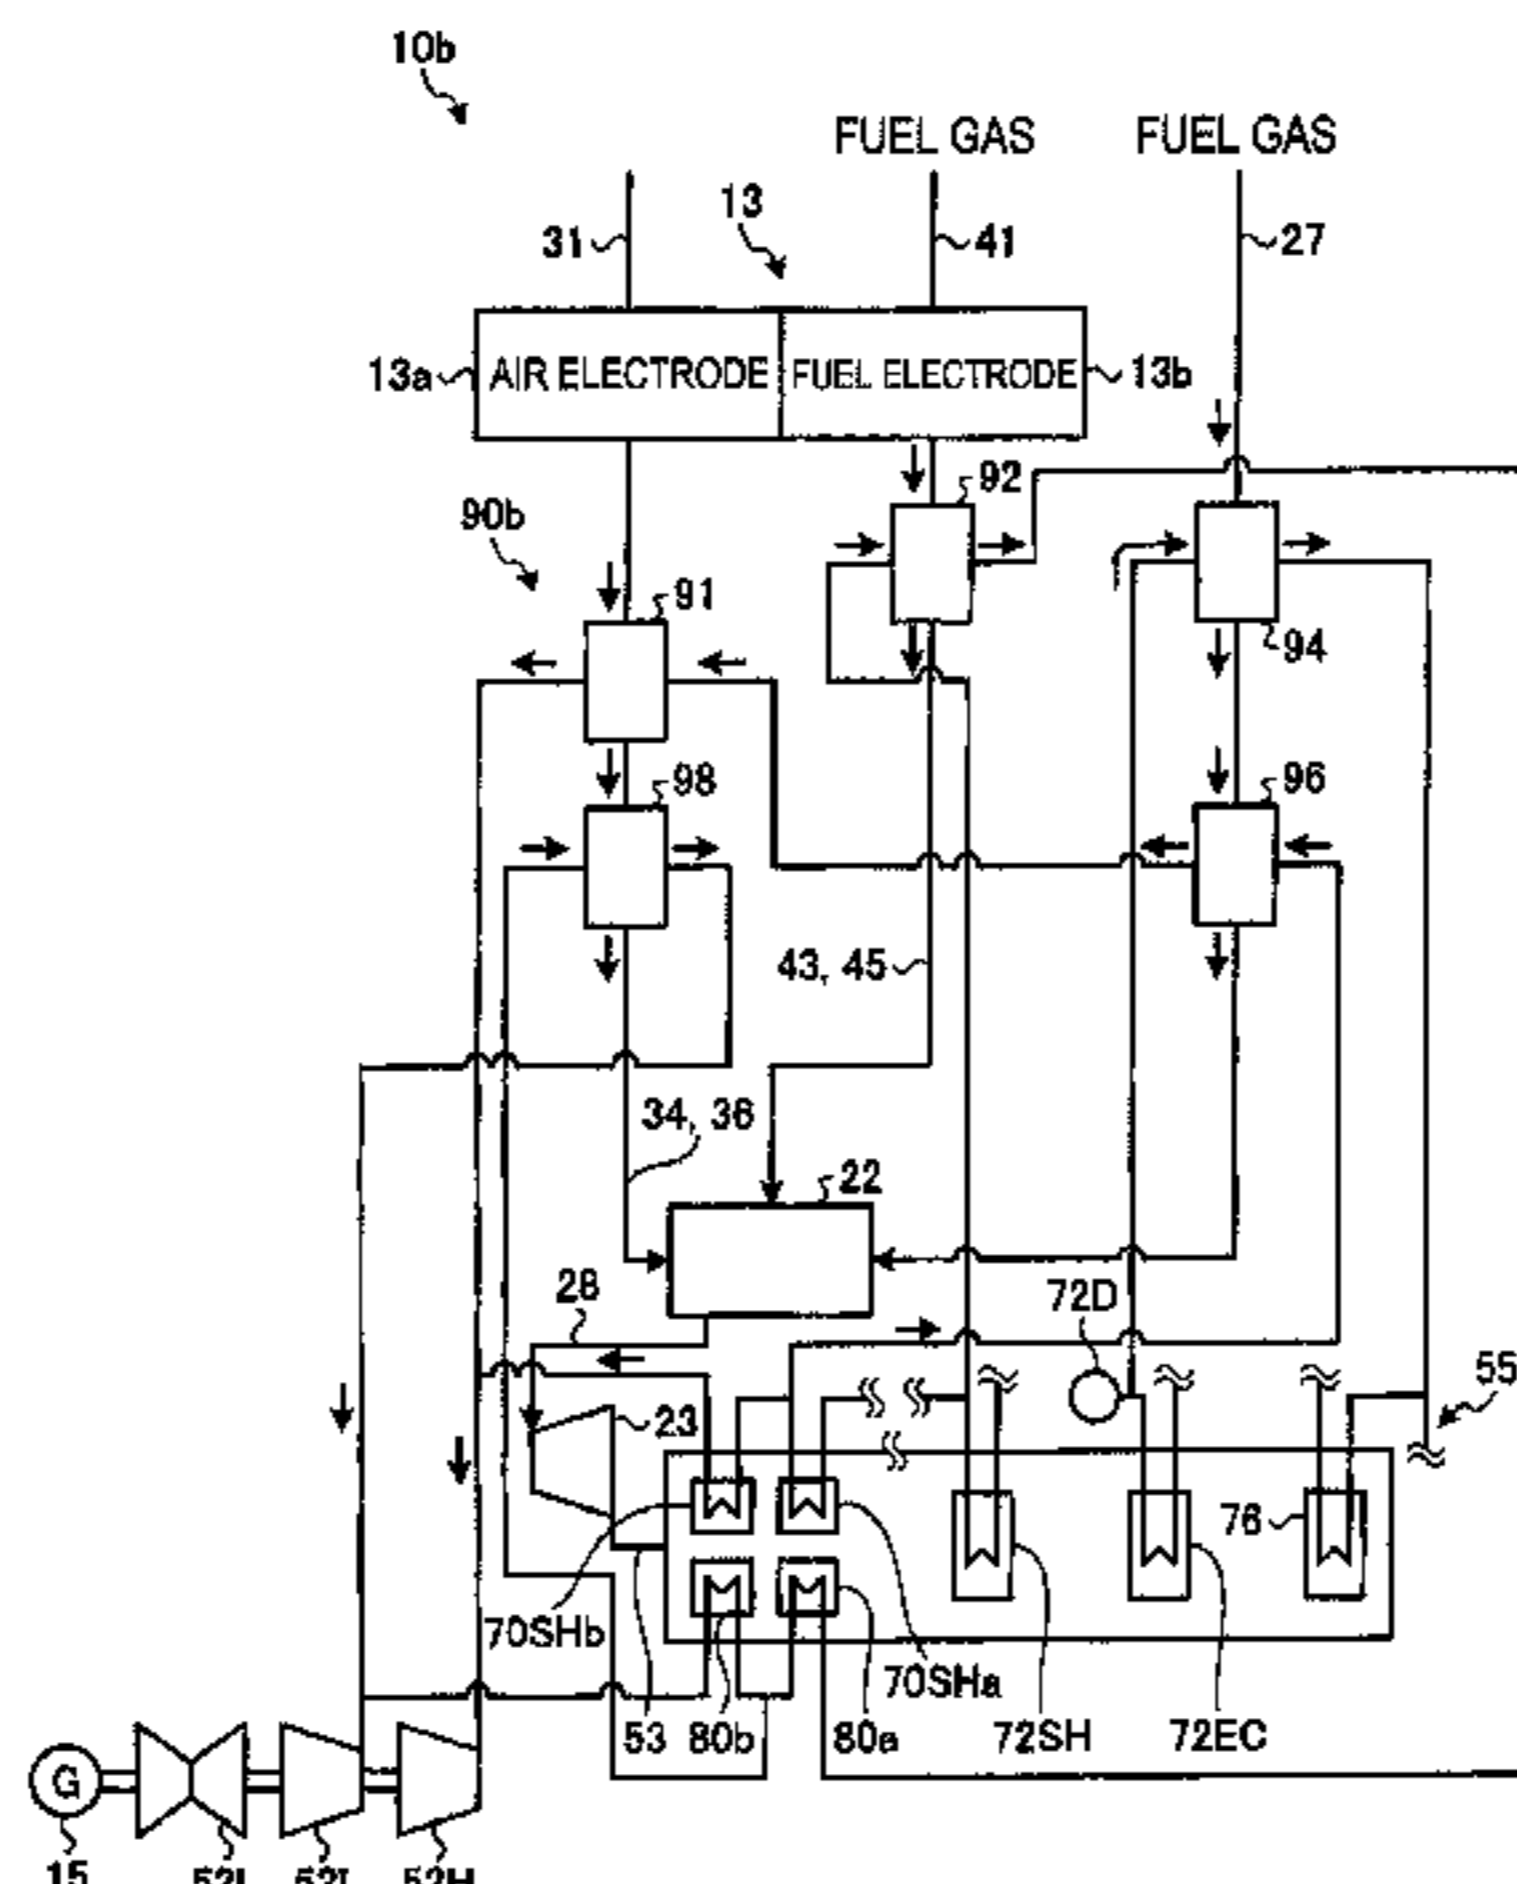 10b
FUEL GAS FUEL GAS
13
31 41 27
13a AIR ELECTRODE FUEL ELECTRODE 13b
92
90b
91
94
98 96
43, 45
34, 36
22
28 72D
55
23
76
70SHb
70SHa
53 80b 80a 72SH 72EC
G
15